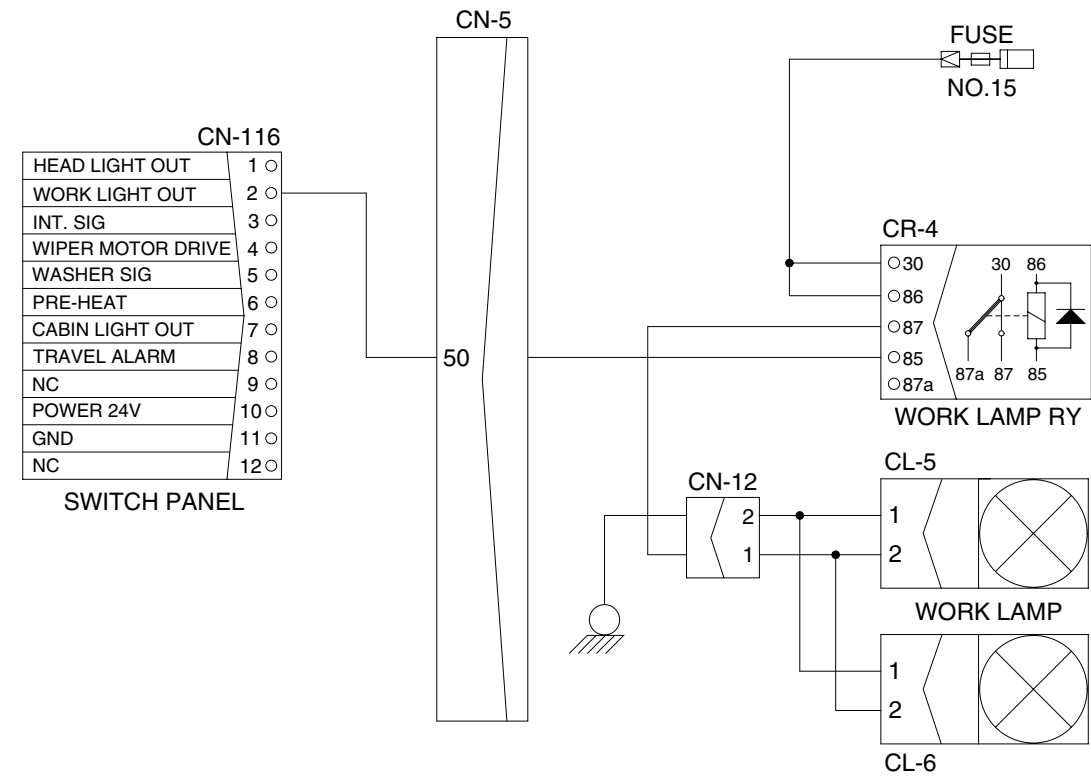 CN-5
FUSE
NO.15
CN-116
HEAD LIGHT OUT 1
WORK LIGHT OUT 2
INT. SIG 3
WIPER MOTOR DRIVE 4
WASHER SIG 5
PRE-HEAT 6
CABIN LIGHT OUT 7
TRAVEL ALARM 8
NC 9
POWER 24V 10
GND 11
NC 12
SWITCH PANEL
50
CR-4
30
86
87
85
87a
30 86
87a 87 85
WORK LAMP RY
CN-12
2
1
CL-5
1
2
WORK LAMP
1
2
CL-6